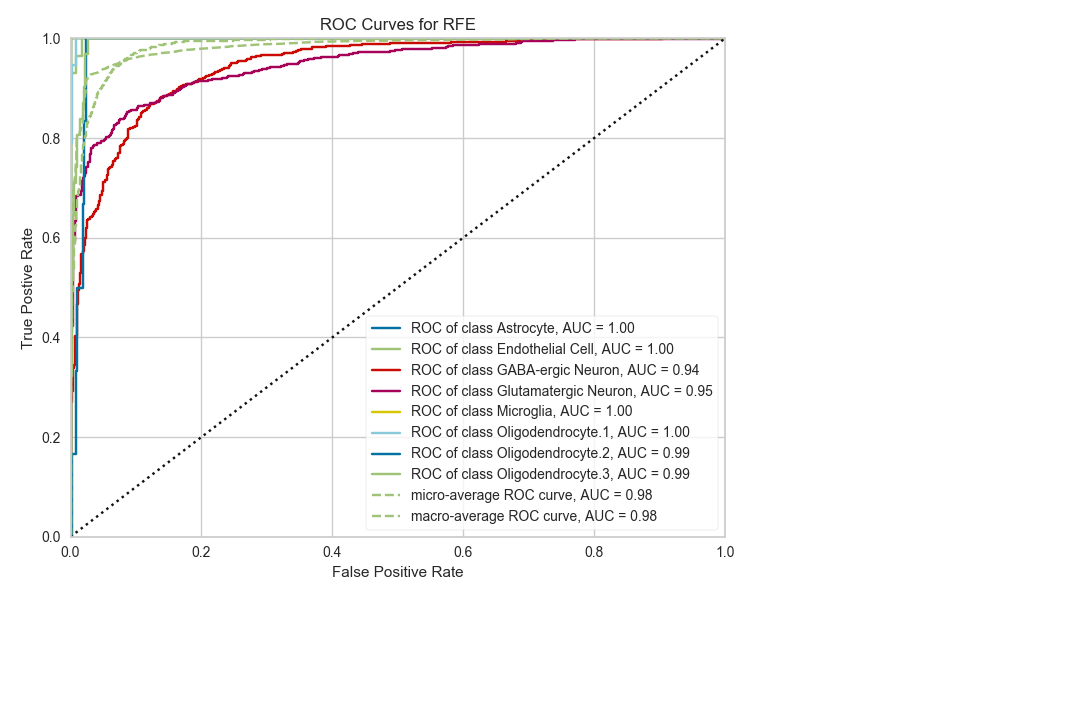 ROC Curves for RFE
True Postive Rate
1.0
0.8
0.6
0.4
0.2
0.0
ROC of class Astrocyte, AUC = 1.00
ROC of class Endothelial Cell, AUC = 1.00
ROC of class GABA-ergic Neuron, AUC = 0.94
ROC of class Glutamatergic Neuron, AUC = 0.95
ROC of class Microglia, AUC = 1.00
ROC of class Oligodendrocyte.1, AUC = 1.00
ROC of class Oligodendrocyte.2, AUC = 0.99
ROC of class Oligodendrocyte.3, AUC = 0.99
micro-average ROC curve, AUC = 0.98
macro-average ROC curve, AUC = 0.98
0.0 0.2 0.4 0.6 0.8 1.0
False Positive Rate